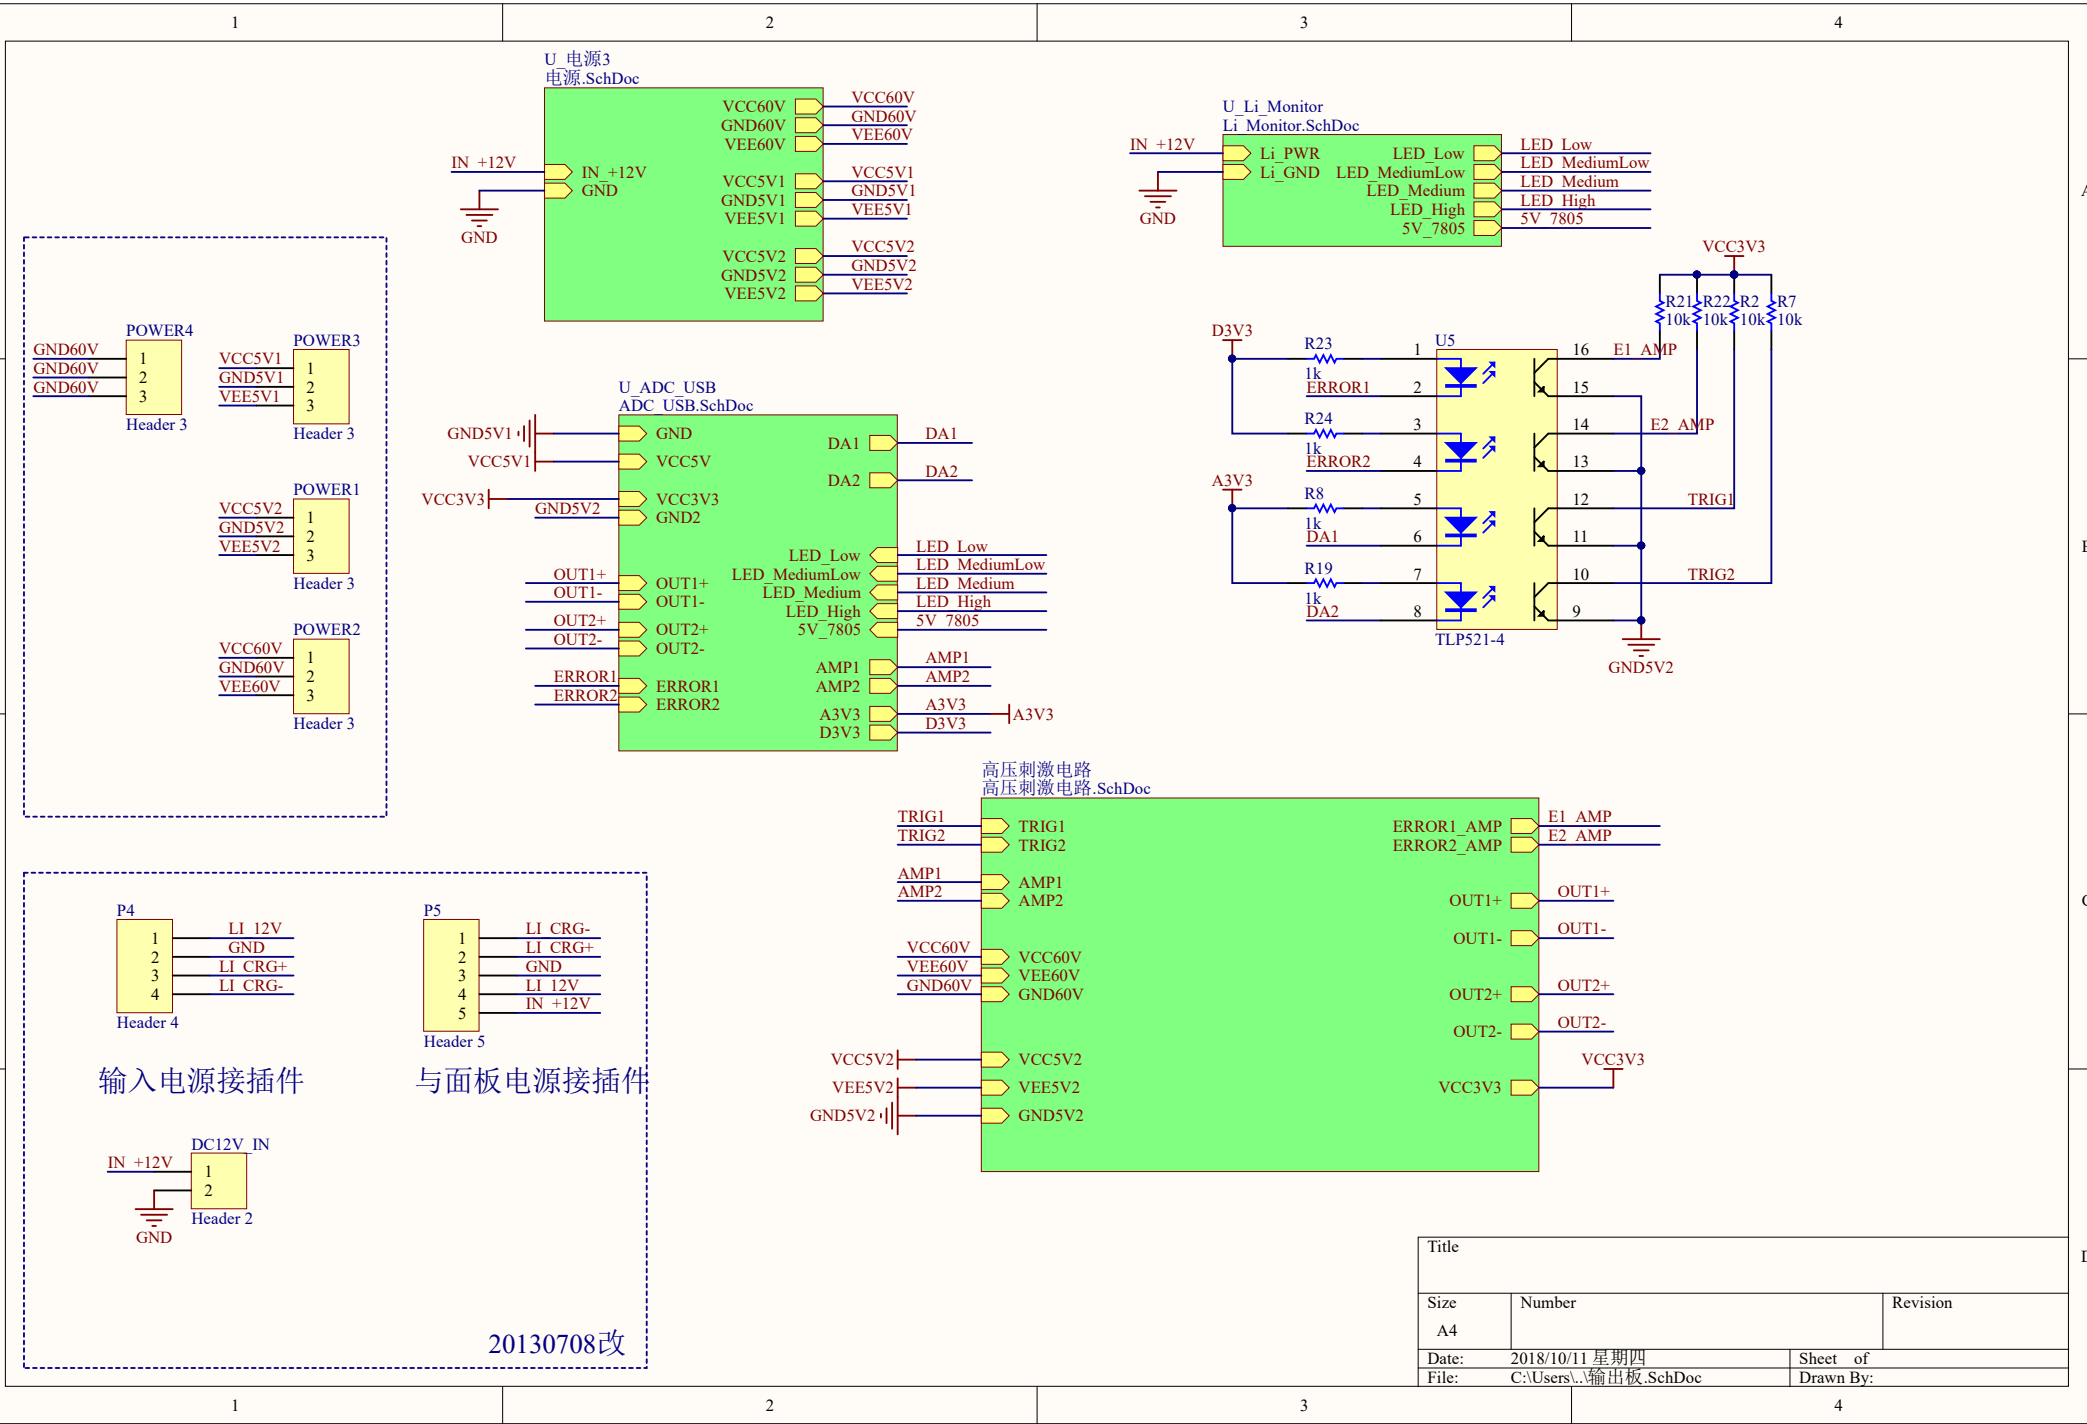 1 2 3 4
U_电源3
电源.SchDoc
VCC60V VCC60V
GND60V GND60V
VEE60V VEE60V
IN_+12V IN_+12V
GND
GND
VCC5V1 VCC5V1
GND5V1 GND5V1
VEE5V1 VEE5V1
VCC5V2 VCC5V2
GND5V2 GND5V2
VEE5V2 VEE5V2
U_Li_Monitor
Li_Monitor.SchDoc
IN_+12V Li_PWR LED_Low LED_Low
Li_GND LED_MediumLow LED_MediumLow
LED_Medium LED_Medium
LED_High LED_High
5V_7805 5V_7805
GND
A
POWER4
GND60V 1
GND60V 2
GND60V 3
Header 3
POWER3
VCC5V1 1
GND5V1 2
VEE5V1 3
Header 3
POWER1
VCC5V2 1
GND5V2 2
VEE5V2 3
Header 3
POWER2
VCC60V 1
GND60V 2
VEE60V 3
Header 3
U_ADC_USB
ADC_USB.SchDoc
GND5V1 GND
VCC5V1 VCC5V
VCC3V3 VCC3V3
GND5V2 GND2
OUT1+ OUT1+
OUT1- OUT1-
OUT2+ OUT2+
OUT2- OUT2-
ERROR1 ERROR1
ERROR2 ERROR2
DA1 DA1
DA2 DA2
LED_Low LED_Low
LED_MediumLow LED_MediumLow
LED_Medium LED_Medium
LED_High LED_High
5V_7805 5V_7805
AMP1 AMP1
AMP2 AMP2
A3V3 A3V3 A3V3
D3V3 D3V3
VCC3V3
R21 R22 R2 R7
10k 10k 10k 10k
D3V3
R23 1 U5 16 E1_AMP
1k
ERROR1 2 15
R24 3 14 E2_AMP
1k
ERROR2 4 13
A3V3
R8 5 12 TRIG1
1k
DA1 6 11
R19 7 10 TRIG2
1k
DA2 8 9
TLP521-4
GND5V2
高压刺激电路
高压刺激电路.SchDoc
TRIG1 TRIG1 ERROR1_AMP E1_AMP
TRIG2 TRIG2 ERROR2_AMP E2_AMP
AMP1 AMP1
AMP2 AMP2
OUT1+ OUT1+
OUT1- OUT1-
VCC60V VCC60V
VEE60V VEE60V
GND60V GND60V
OUT2+ OUT2+
OUT2- OUT2-
VCC5V2 VCC5V2
VEE5V2 VEE5V2
GND5V2 GND5V2
VCC3V3 VCC3V3
P4
1 LI_12V
2 GND
3 LI_CRG+
4 LI_CRG-
Header 4
输入电源接插件
P5
1 LI_CRG-
2 LI_CRG+
3 GND
4 LI_12V
5 IN_+12V
Header 5
与面板电源接插件
DC12V_IN
IN_+12V 1
2
Header 2
GND
20130708改
Title
Size Number Revision
A4
Date: 2018/10/11 星期四 Sheet of
File: C:\Users\..\输出板.SchDoc Drawn By:
1 2 3 4